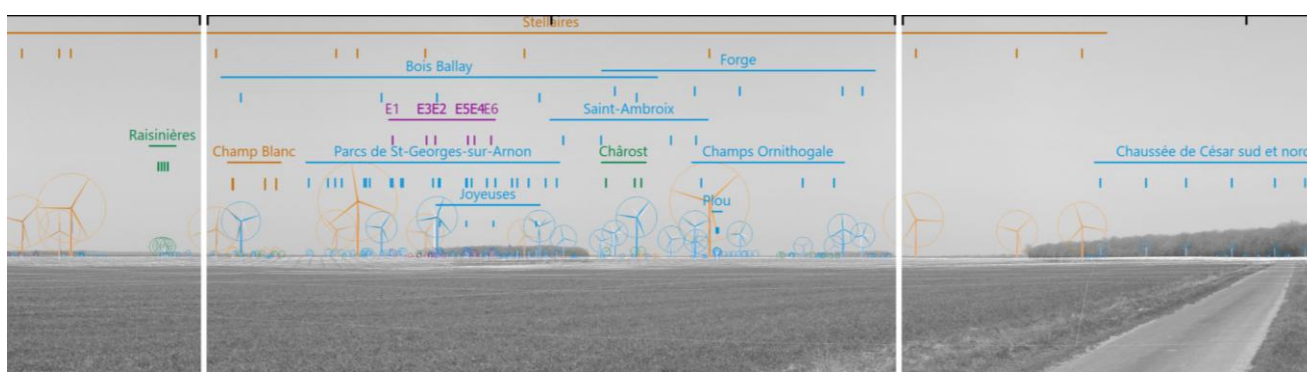 Stellaires
Bois Ballay
Forge
E1 E3E2 E5E4E6
Saint-Ambroix
Raisinières
Champ Blanc
Parcs de St-Georges-sur-Arnon
Chârost
Champs Ornithogale
Chaussée de César sud et nord
Joyeuses
Plou